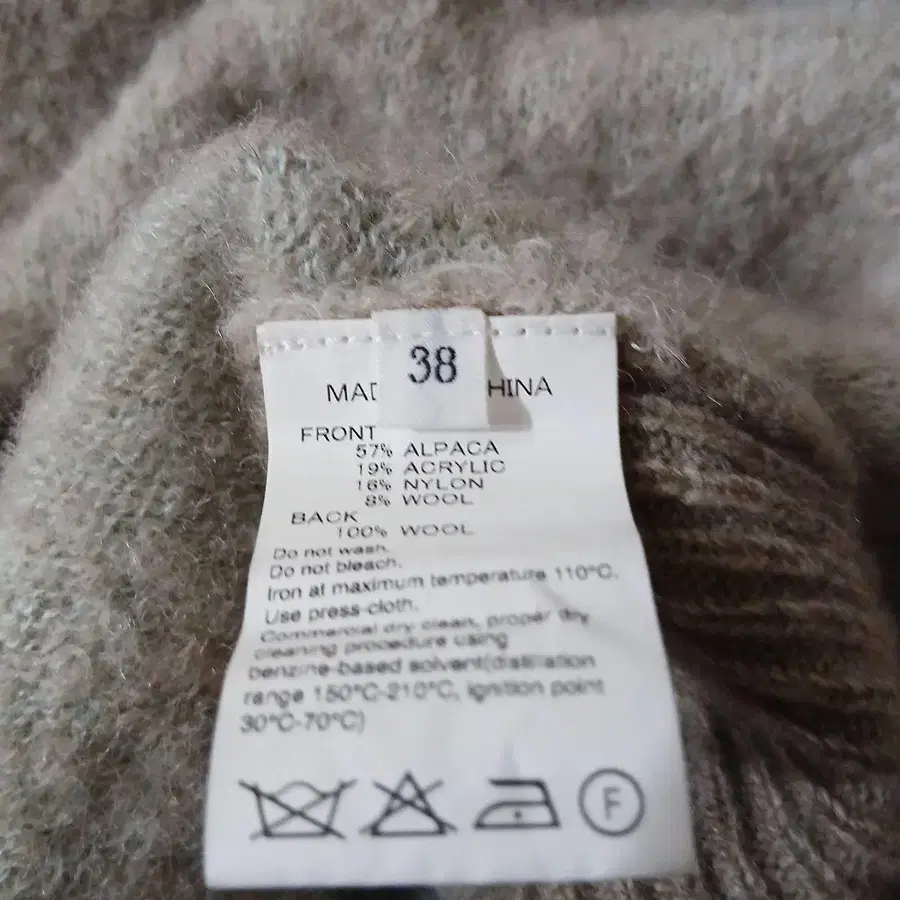 38
MAD HINA
FRONT
57% ALPACA
19% ACRYLIC
16% NYLON
8% WOOL
BACK
100% WOOL
Do not wash.
Do not bleach.
Iron at maximum temperature 110°C.
Use press-cloth.
Commercial dry clean, proper dry
cleaning procedure using
benzine-based solvent(distillation
range 150°C-210°C, ignition point
30°C-70°C)
F